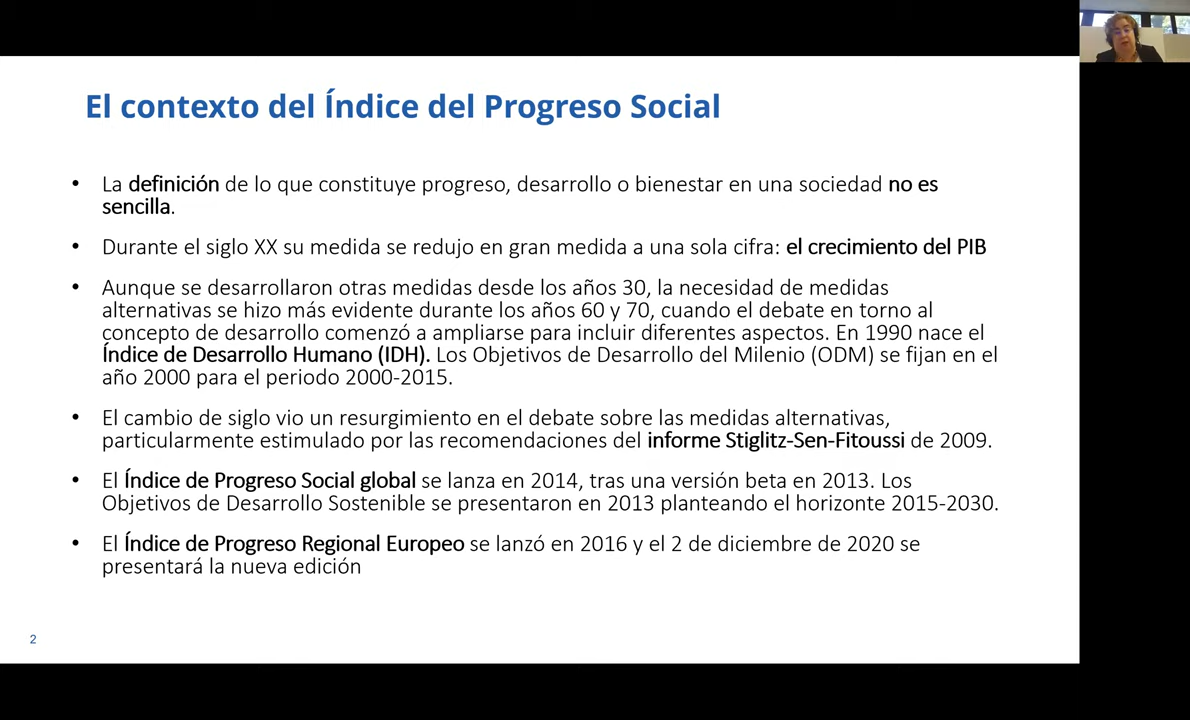 El contexto del Índice del Progreso Social
• La definición de lo que constituye progreso, desarrollo o bienestar en una sociedad no es
sencilla.
• Durante el siglo XX su medida se redujo en gran medida a una sola cifra: el crecimiento del PIB
• Aunque se desarrollaron otras medidas desde los años 30, la necesidad de medidas
alternativas se hizo más evidente durante los años 60 y 70, cuando el debate en torno al
concepto de desarrollo comenzó a ampliarse para incluir diferentes aspectos. En 1990 nace el
Índice de Desarrollo Humano (IDH). Los Objetivos de Desarrollo del Milenio (ODM) se fijan en el
año 2000 para el periodo 2000-2015.
• El cambio de siglo vio un resurgimiento en el debate sobre las medidas alternativas,
particularmente estimulado por las recomendaciones del informe Stiglitz-Sen-Fitoussi de 2009.
• El Índice de Progreso Social global se lanza en 2014, tras una versión beta en 2013. Los
Objetivos de Desarrollo Sostenible se presentaron en 2013 planteando el horizonte 2015-2030.
• El Índice de Progreso Regional Europeo se lanzó en 2016 y el 2 de diciembre de 2020 se
presentará la nueva edición
2